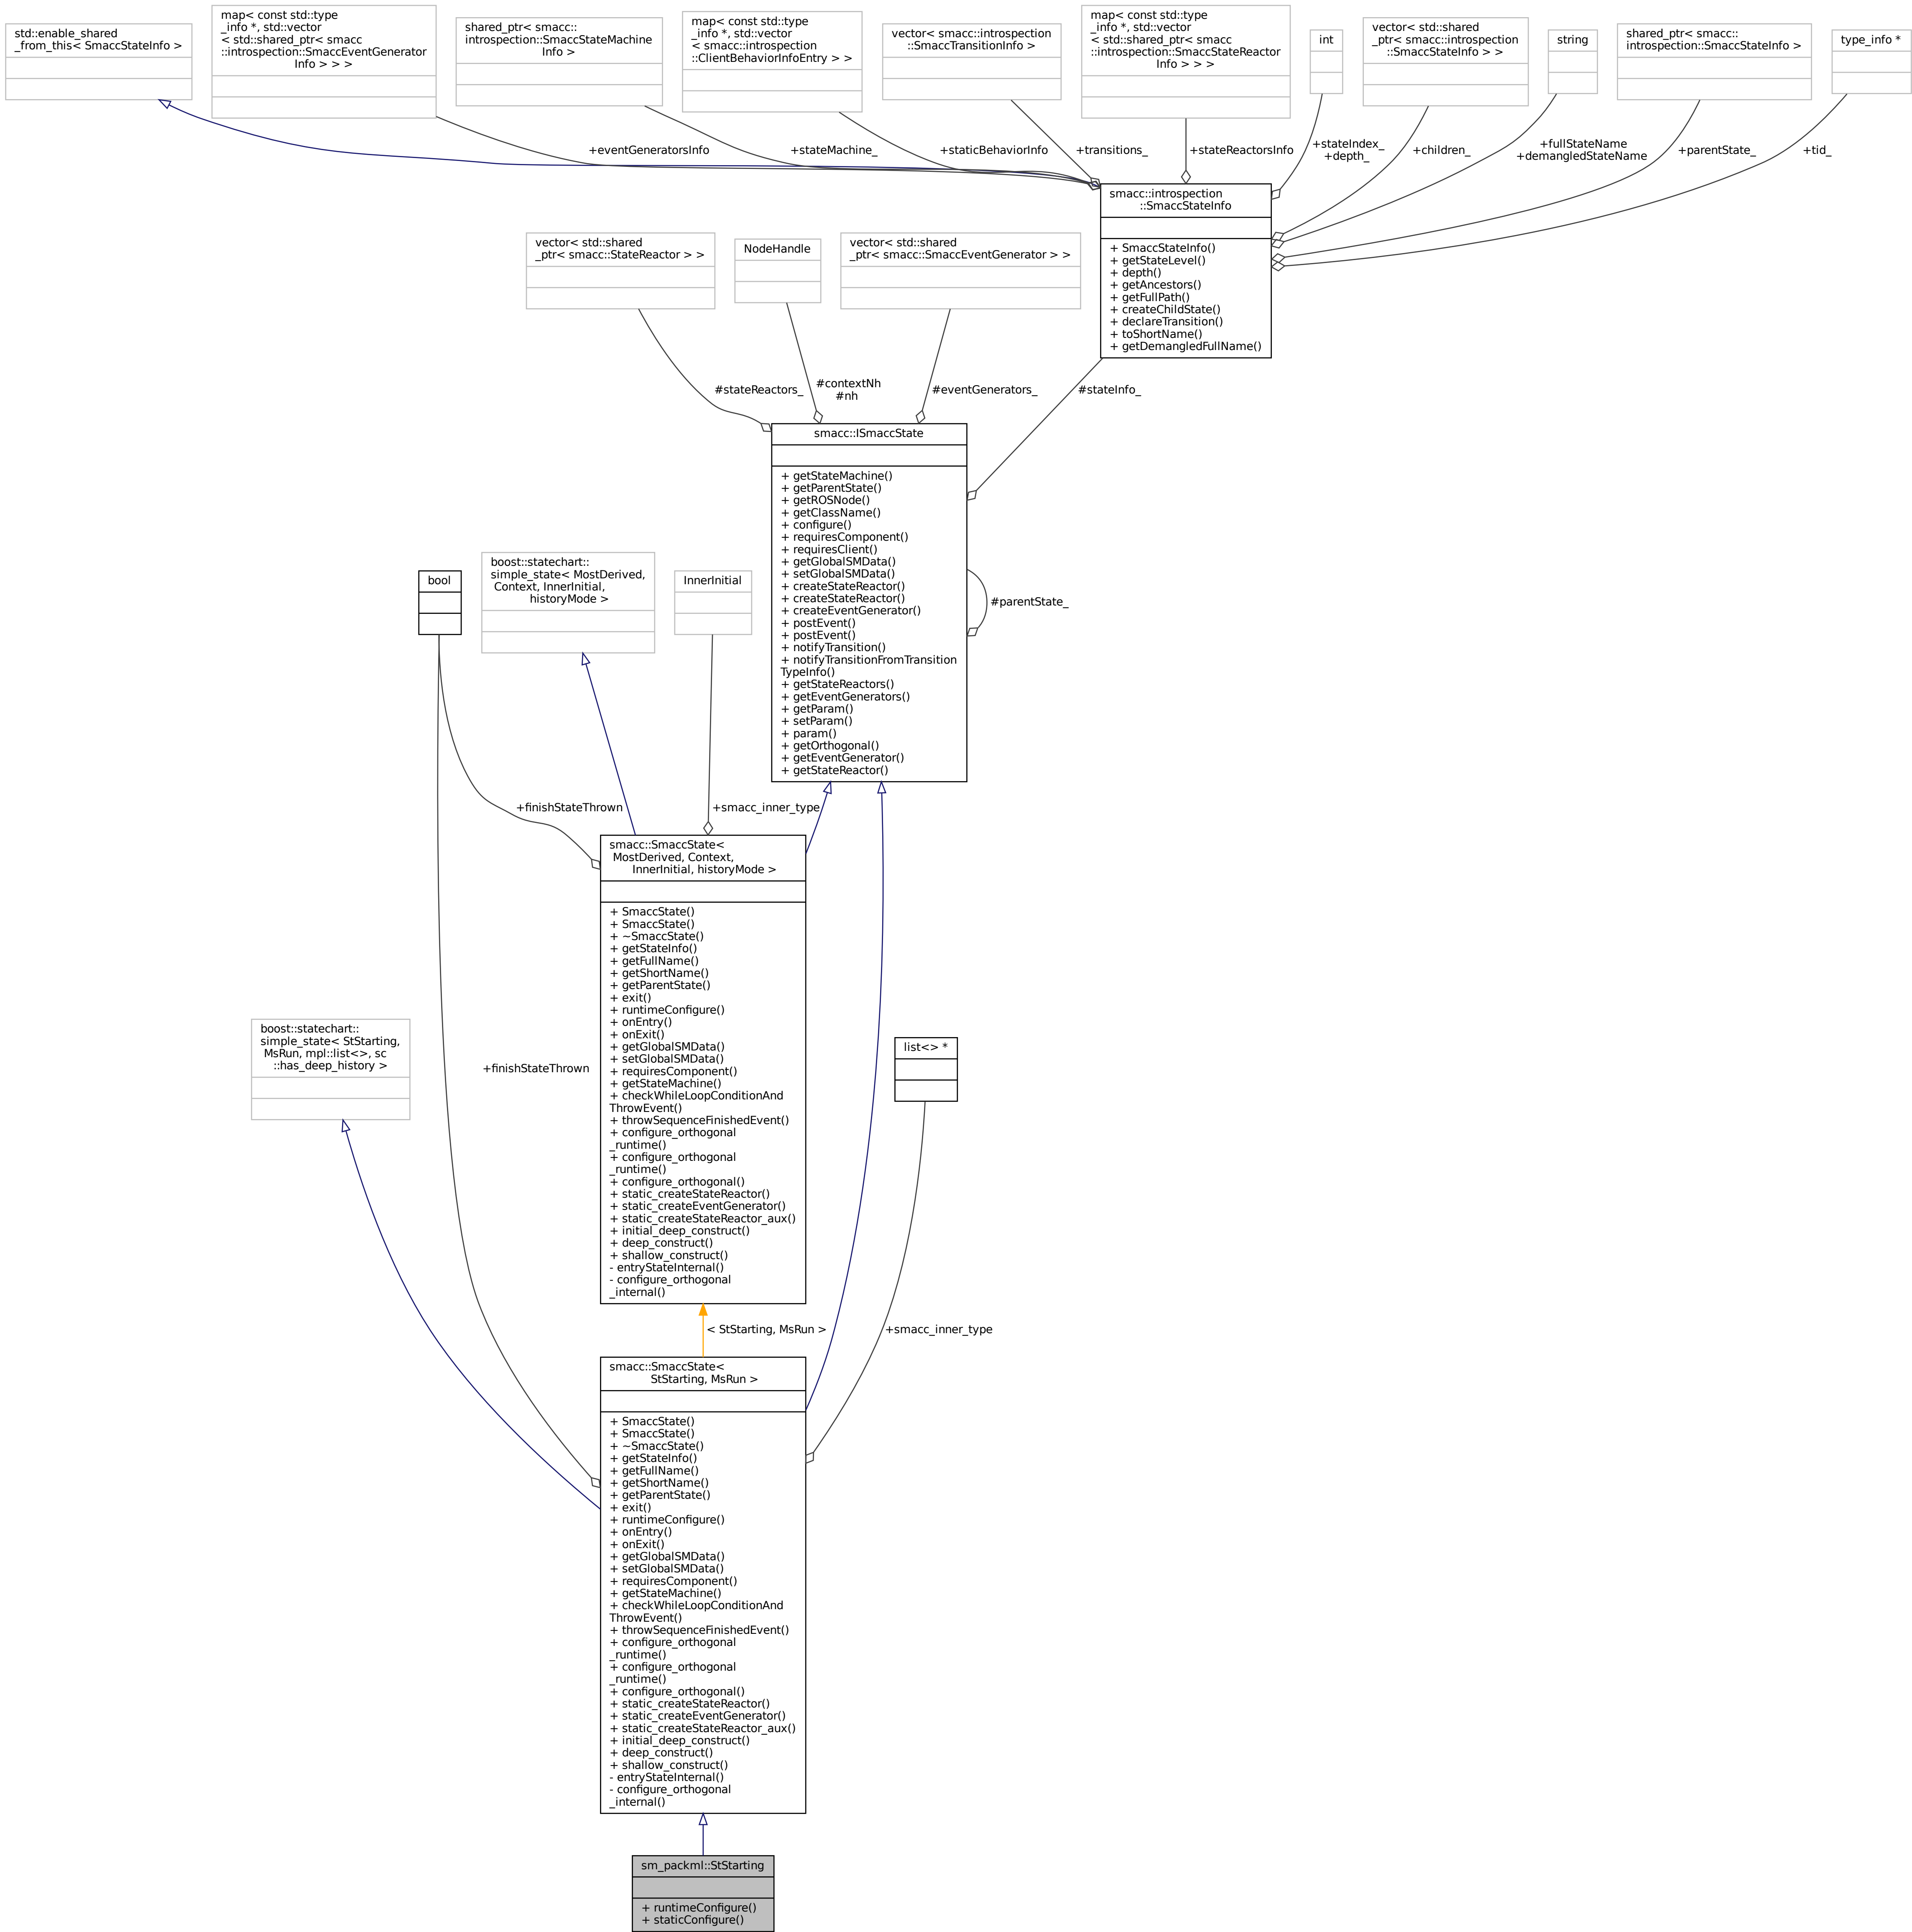 std::enable_shared
_from_this< SmaccStateInfo >
map< const std::type
_info *, std::vector
< std::shared_ptr< smacc
::introspection::SmaccEventGenerator
Info > > >
shared_ptr< smacc::
introspection::SmaccStateMachine
Info >
map< const std::type
_info *, std::vector
< smacc::introspection
::ClientBehaviorInfoEntry > >
vector< smacc::introspection
::SmaccTransitionInfo >
map< const std::type
_info *, std::vector
< std::shared_ptr< smacc
::introspection::SmaccStateReactor
Info > > >
int
vector< std::shared
_ptr< smacc::introspection
::SmaccStateInfo > >
string
shared_ptr< smacc::
introspection::SmaccStateInfo >
type_info *
+eventGeneratorsInfo
+stateMachine_
+staticBehaviorInfo
+transitions_
+stateReactorsInfo
+stateIndex_
+depth_
+children_
+fullStateName
+demangledStateName
+parentState_
+tid_
smacc::introspection
::SmaccStateInfo
+ SmaccStateInfo()
+ getStateLevel()
+ depth()
+ getAncestors()
+ getFullPath()
+ createChildState()
+ declareTransition()
+ toShortName()
+ getDemangledFullName()
vector< std::shared
_ptr< smacc::StateReactor > >
NodeHandle
vector< std::shared
_ptr< smacc::SmaccEventGenerator > >
#stateReactors_
#contextNh
#nh
#eventGenerators_
#stateInfo_
smacc::ISmaccState
+ getStateMachine()
+ getParentState()
+ getROSNode()
+ getClassName()
+ configure()
+ requiresComponent()
+ requiresClient()
+ getGlobalSMData()
+ setGlobalSMData()
+ createStateReactor()
+ createStateReactor()
+ createEventGenerator()
+ postEvent()
+ postEvent()
+ notifyTransition()
+ notifyTransitionFromTransition
TypeInfo()
+ getStateReactors()
+ getEventGenerators()
+ getParam()
+ setParam()
+ param()
+ getOrthogonal()
+ getEventGenerator()
+ getStateReactor()
#parentState_
bool
boost::statechart::
simple_state< MostDerived,
Context, InnerInitial,
historyMode >
InnerInitial
+finishStateThrown
+smacc_inner_type
smacc::SmaccState<
MostDerived, Context,
InnerInitial, historyMode >
+ SmaccState()
+ SmaccState()
+ ~SmaccState()
+ getStateInfo()
+ getFullName()
+ getShortName()
+ getParentState()
+ exit()
+ runtimeConfigure()
+ onEntry()
+ onExit()
+ getGlobalSMData()
+ setGlobalSMData()
+ requiresComponent()
+ getStateMachine()
+ checkWhileLoopConditionAnd
ThrowEvent()
+ throwSequenceFinishedEvent()
+ configure_orthogonal
_runtime()
+ configure_orthogonal
_runtime()
+ configure_orthogonal()
+ static_createStateReactor()
+ static_createEventGenerator()
+ static_createStateReactor_aux()
+ initial_deep_construct()
+ deep_construct()
+ shallow_construct()
- entryStateInternal()
- configure_orthogonal
_internal()
boost::statechart::
simple_state< StStarting,
MsRun, mpl::list<>, sc
::has_deep_history >
+finishStateThrown
list<> *
< StStarting, MsRun >
+smacc_inner_type
smacc::SmaccState<
StStarting, MsRun >
+ SmaccState()
+ SmaccState()
+ ~SmaccState()
+ getStateInfo()
+ getFullName()
+ getShortName()
+ getParentState()
+ exit()
+ runtimeConfigure()
+ onEntry()
+ onExit()
+ getGlobalSMData()
+ setGlobalSMData()
+ requiresComponent()
+ getStateMachine()
+ checkWhileLoopConditionAnd
ThrowEvent()
+ throwSequenceFinishedEvent()
+ configure_orthogonal
_runtime()
+ configure_orthogonal
_runtime()
+ configure_orthogonal()
+ static_createStateReactor()
+ static_createEventGenerator()
+ static_createStateReactor_aux()
+ initial_deep_construct()
+ deep_construct()
+ shallow_construct()
- entryStateInternal()
- configure_orthogonal
_internal()
sm_packml::StStarting
+ runtimeConfigure()
+ staticConfigure()